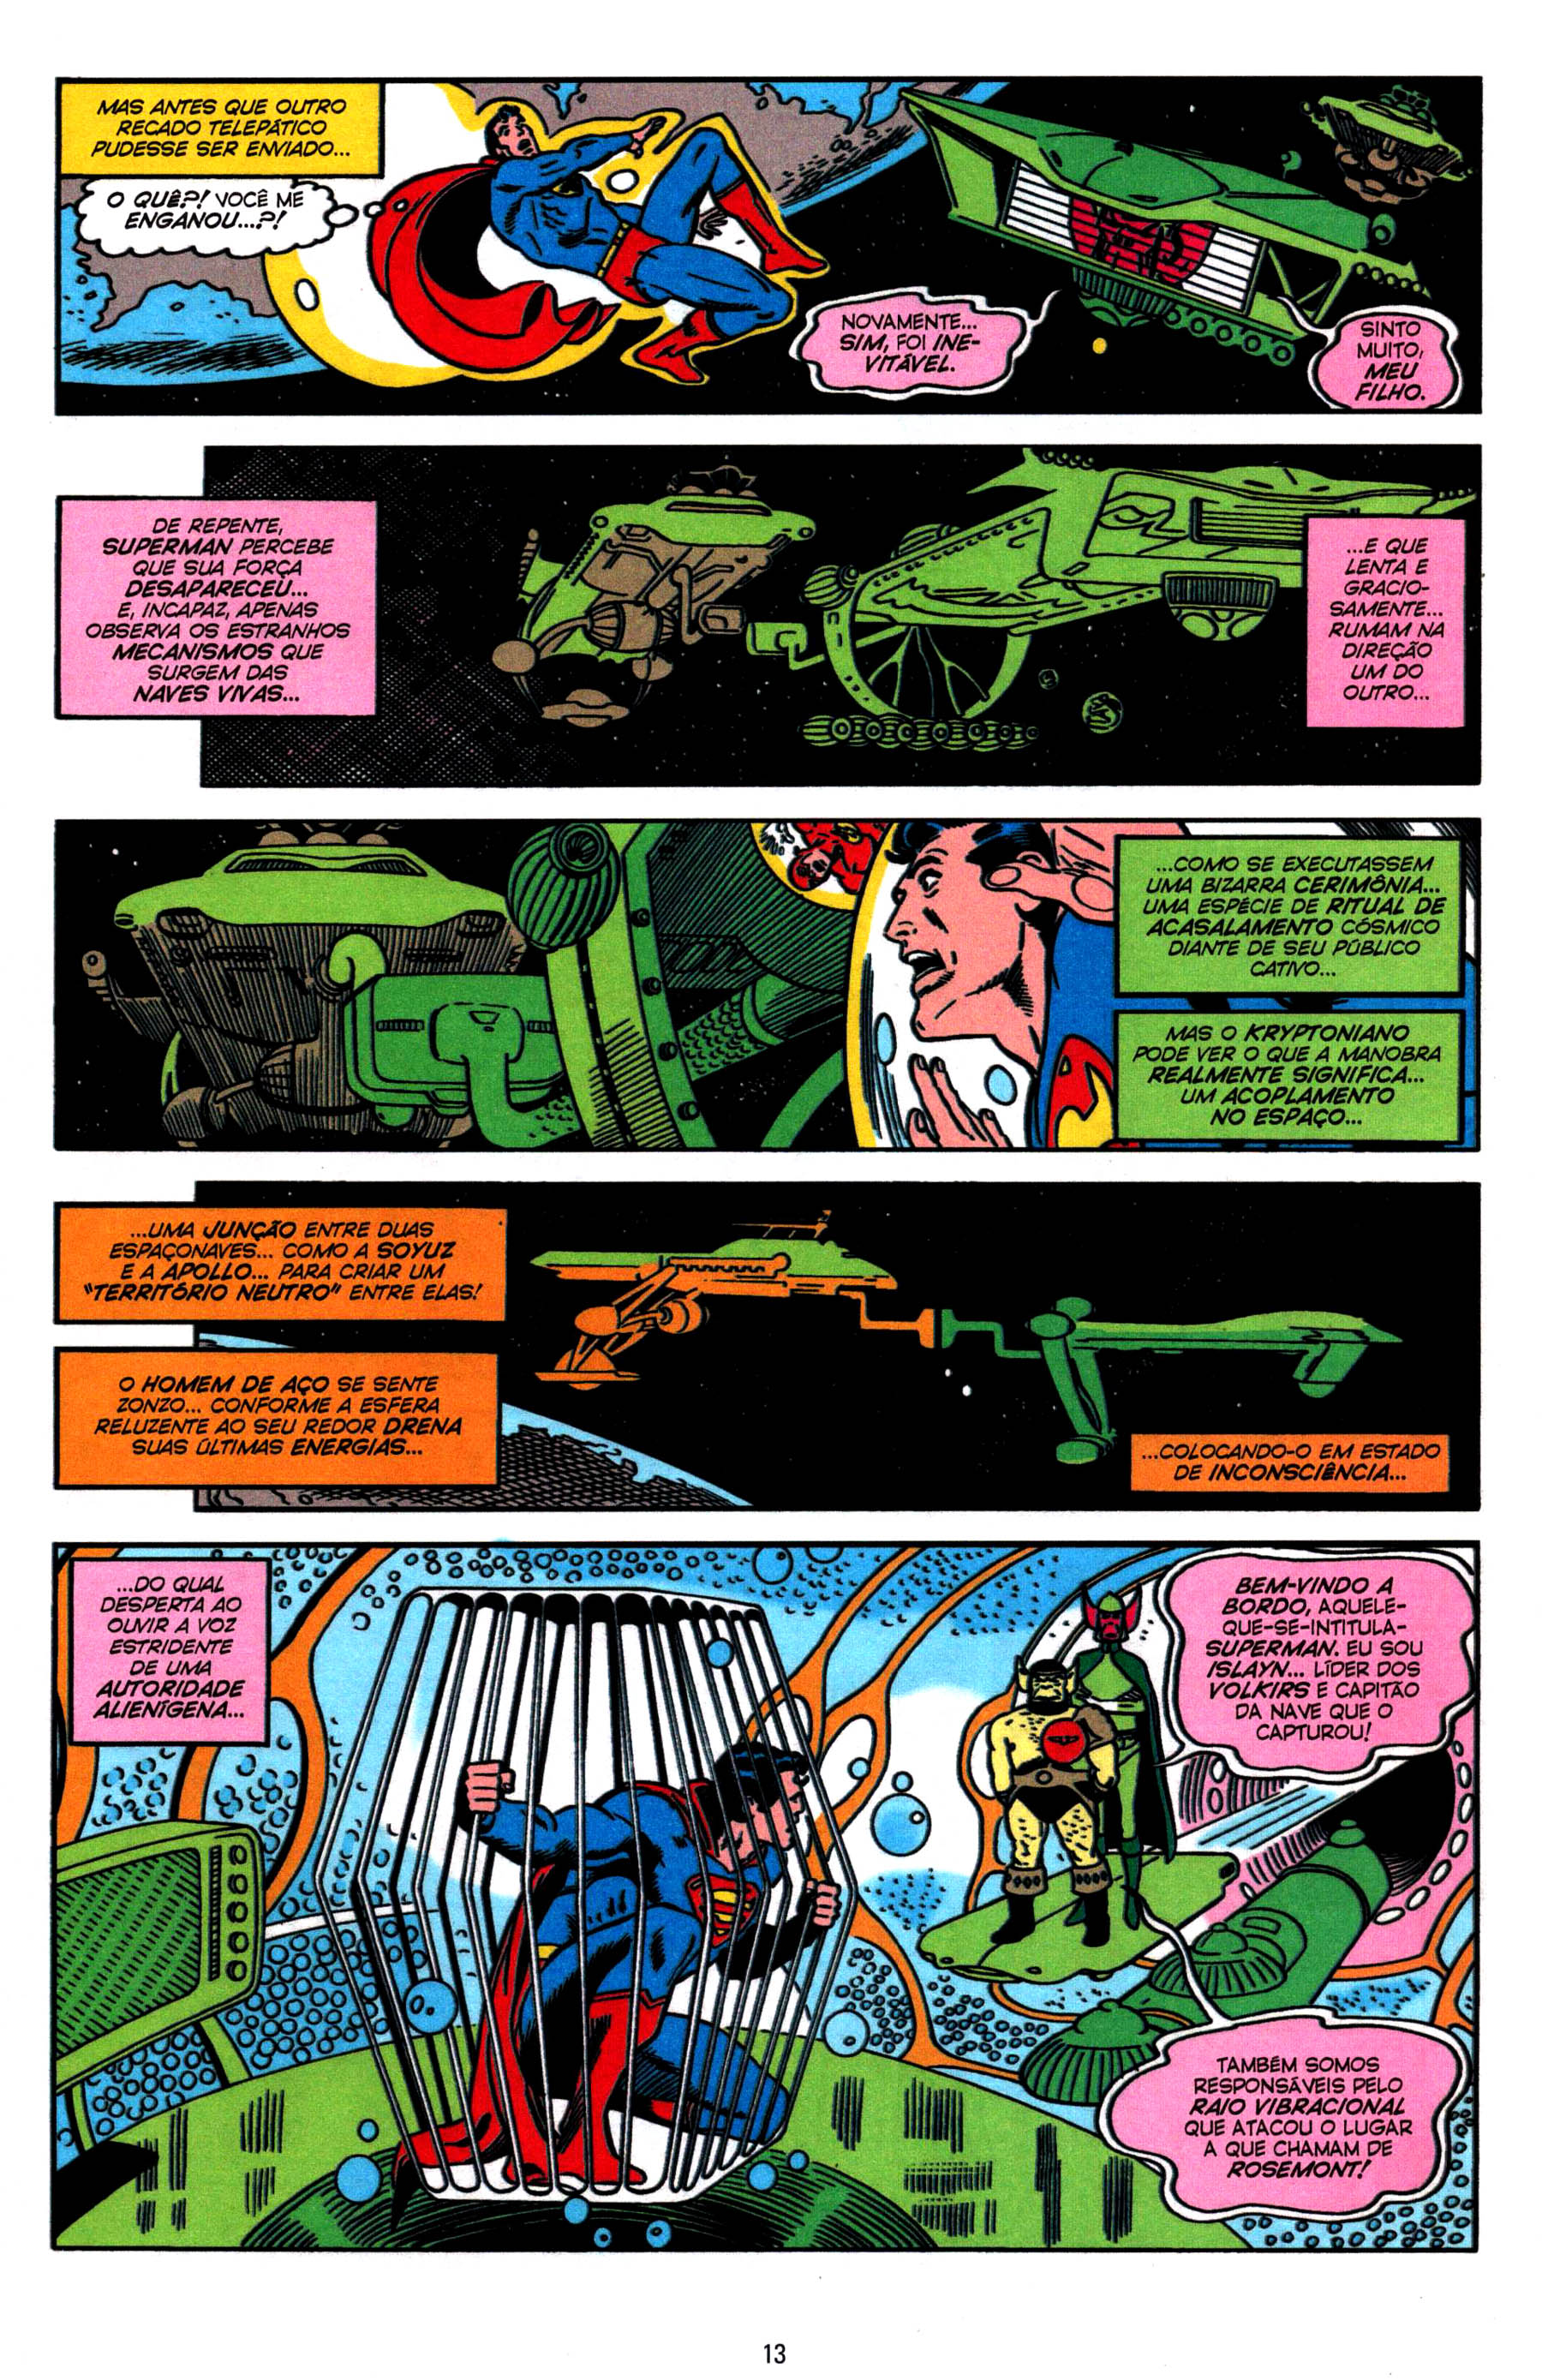 MAS ANTES QUE OUTRO
RECADO TELEPÁTICO
PUDESSE SER ENVIADO...
O QUÊ?! VOCÊ ME
ENGANOU...?!
NOVAMENTE...
SIM, FOI INE-
VITÁVEL.
SINTO
MUITO,
MEU
FILHO.
DE REPENTE,
SUPERMAN PERCEBE
QUE SUA FORÇA
DESAPARECEU...
E, INCAPAZ, APENAS
OBSERVA OS ESTRANHOS
MECANISMOS QUE
SURGEM DAS
NAVES VIVAS...
...E QUE
LENTA E
GRACIO-
SAMENTE...
RUMAM NA
DIREÇÃO
UM DO
OUTRO...
...COMO SE EXECUTASSEM
UMA BIZARRA CERIMÔNIA...
UMA ESPÉCIE DE RITUAL DE
ACASALAMENTO CÓSMICO
DIANTE DE SEU PÚBLICO
CATIVO...
MAS O KRYPTONIANO
PODE VER O QUE A MANOBRA
REALMENTE SIGNIFICA...
UM ACOPLAMENTO
NO ESPAÇO...
...UMA JUNÇÃO ENTRE DUAS
ESPAÇONAVES... COMO A SOYUZ
E A APOLLO... PARA CRIAR UM
"TERRITÓRIO NEUTRO" ENTRE ELAS!
O HOMEM DE AÇO SE SENTE
ZONZO... CONFORME A ESFERA
RELUZENTE AO SEU REDOR DRENA
SUAS ÚLTIMAS ENERGIAS...
...COLOCANDO-O EM ESTADO
DE INCONSCIÊNCIA...
...DO QUAL
DESPERTA AO
OUVIR A VOZ
ESTRIDENTE
DE UMA
AUTORIDADE
ALIENÍGENA...
BEM-VINDO A
BORDO, AQUELE-
QUE-SE-INTITULA-
SUPERMAN. EU SOU
ISLAYN... LÍDER DOS
VOLKIRS E CAPITÃO
DA NAVE QUE O
CAPTUROU!
TAMBÉM SOMOS
RESPONSÁVEIS PELO
RAIO VIBRACIONAL
QUE ATACOU O LUGAR
A QUE CHAMAM DE
ROSEMONT!
13